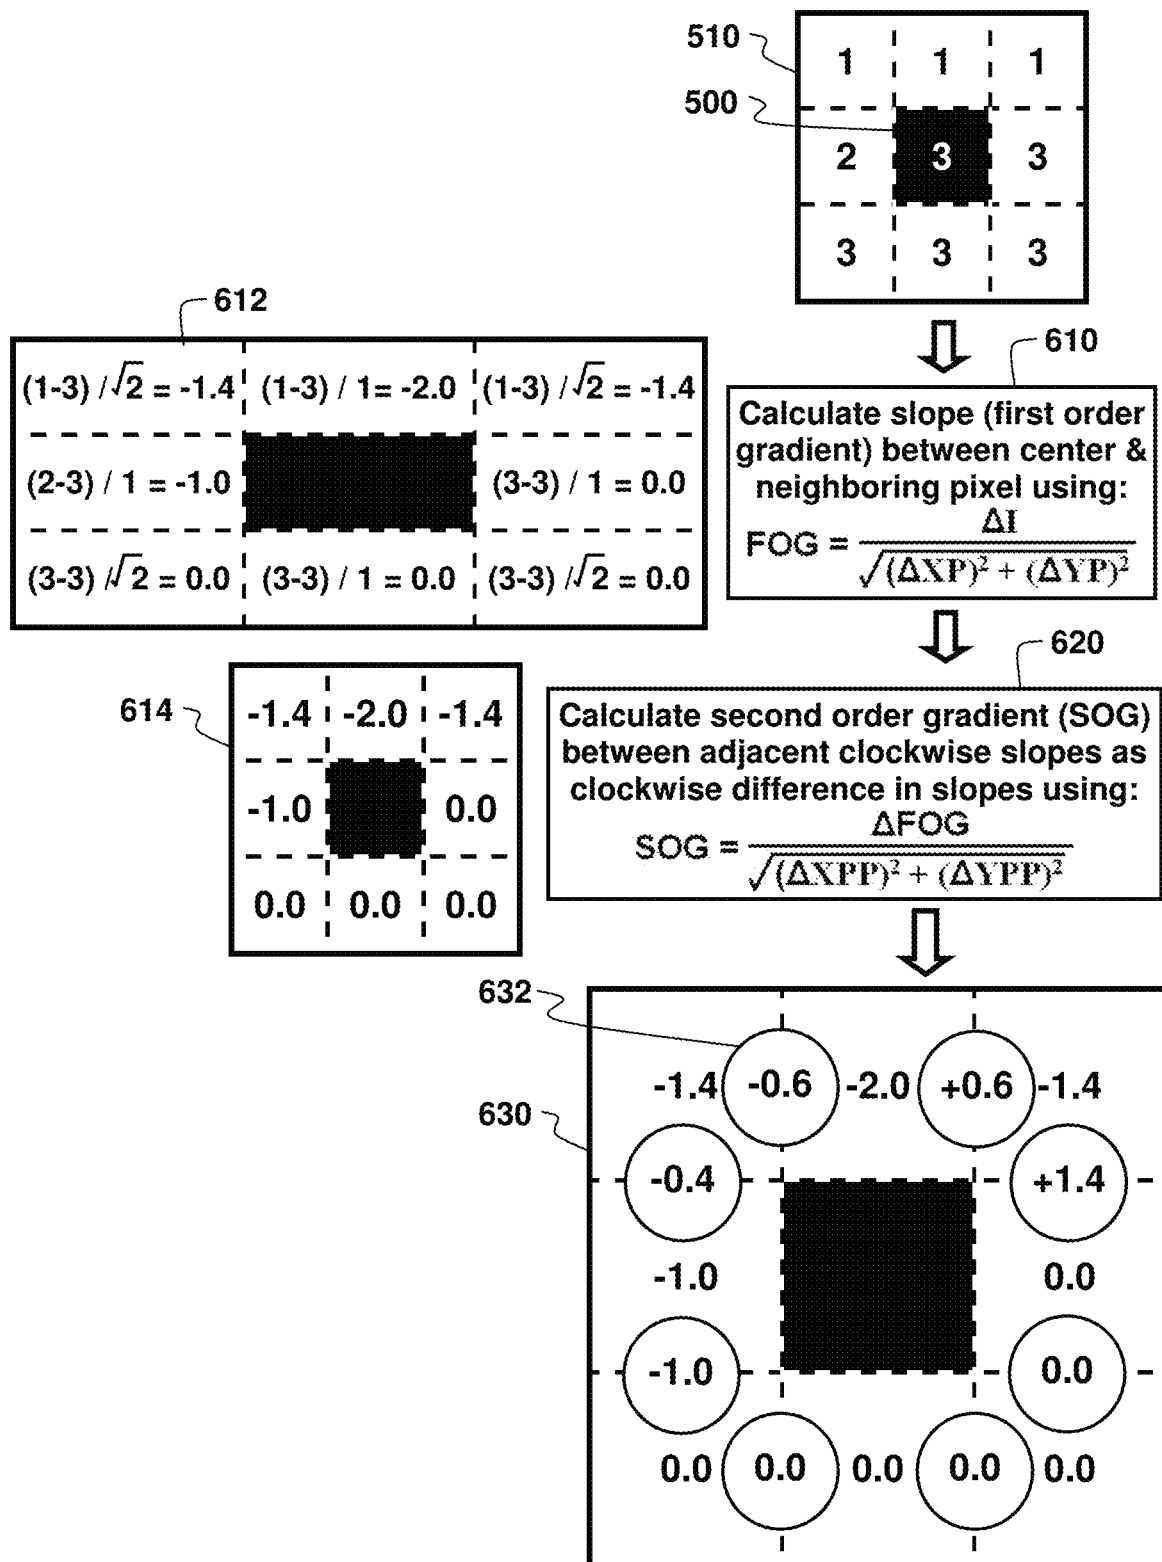 510
1 1 1
500
2 3 3
3 3 3
612
(1-3) /√2 = -1.4 (1-3) / 1= -2.0 (1-3) /√2 = -1.4
(2-3) / 1 = -1.0 (3-3) / 1 = 0.0
(3-3) /√2 = 0.0 (3-3) / 1 = 0.0 (3-3) /√2 = 0.0
610
Calculate slope (first order
gradient) between center &
neighboring pixel using:
FOG = ΔI / √(ΔXP)² + (ΔYP)²
614
-1.4 -2.0 -1.4
-1.0 0.0
0.0 0.0 0.0
620
Calculate second order gradient (SOG)
between adjacent clockwise slopes as
clockwise difference in slopes using:
SOG = ΔFOG / √(ΔXPP)² + (ΔYPP)²
632
630
-1.4 -0.6 -2.0 +0.6 -1.4
-0.4 +1.4
-1.0 0.0
-1.0 0.0
0.0 0.0 0.0 0.0 0.0